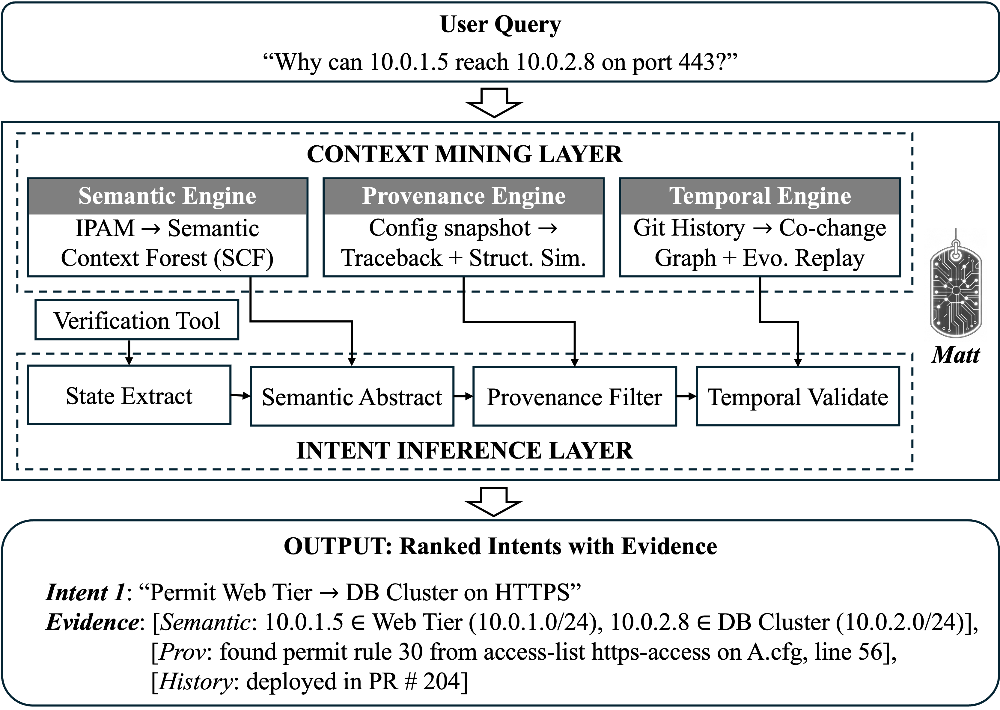 User Query
“Why can 10.0.1.5 reach 10.0.2.8 on port 443?”
CONTEXT MINING LAYER
Semantic Engine
IPAM → Semantic
Context Forest (SCF)
Provenance Engine
Config snapshot →
Traceback + Struct. Sim.
Temporal Engine
Git History → Co-change
Graph + Evo. Replay
Verification Tool
Matt
State Extract
Semantic Abstract
Provenance Filter
Temporal Validate
INTENT INFERENCE LAYER
OUTPUT: Ranked Intents with Evidence
Intent 1: “Permit Web Tier → DB Cluster on HTTPS”
Evidence: [Semantic: 10.0.1.5 ∈ Web Tier (10.0.1.0/24), 10.0.2.8 ∈ DB Cluster (10.0.2.0/24)],
[Prov: found permit rule 30 from access-list https-access on A.cfg, line 56],
[History: deployed in PR # 204]